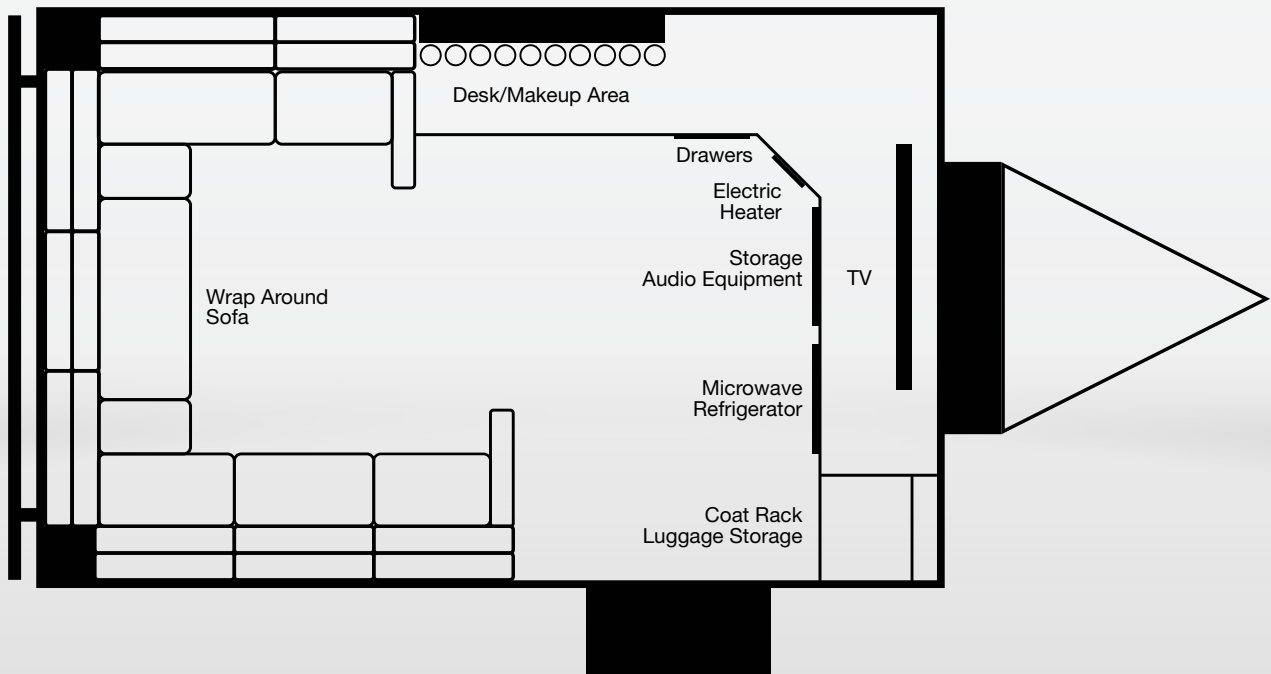 Desk/Makeup Area
Drawers
Electric
Heater
Storage
Audio Equipment
TV
Wrap Around
Sofa
Microwave
Refrigerator
Coat Rack
Luggage Storage